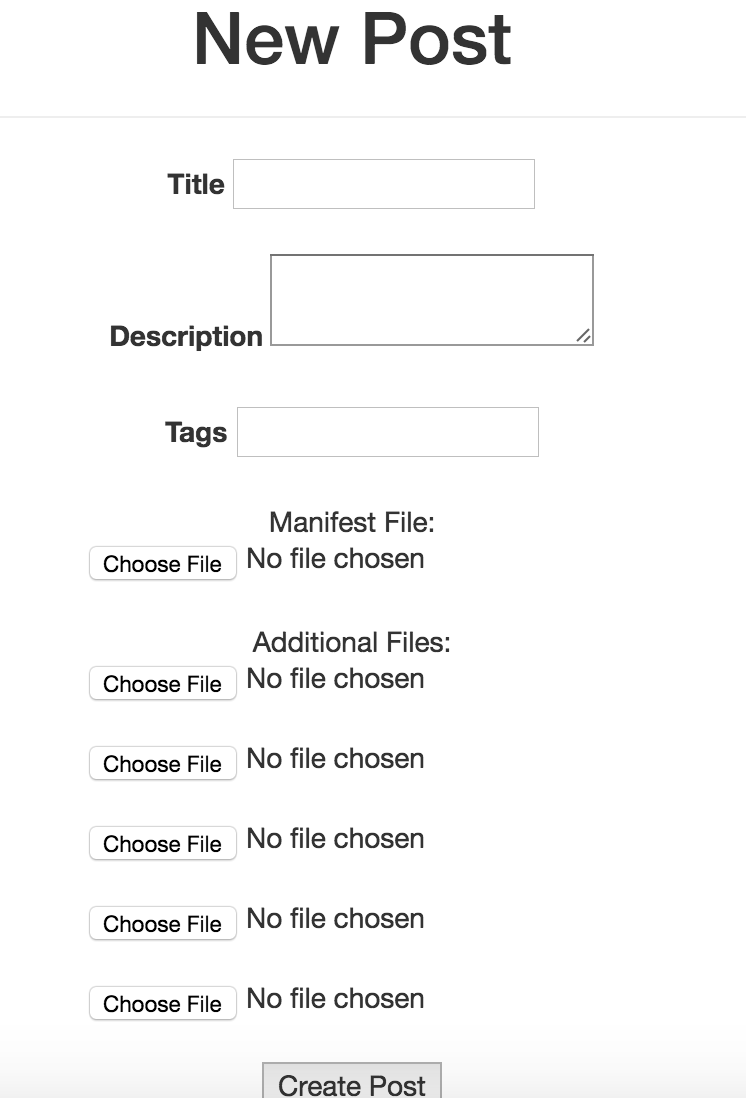 New Post
Title
Description
Tags
Manifest File:
Choose File No file chosen
Additional Files:
Choose File No file chosen
Choose File No file chosen
Choose File No file chosen
Choose File No file chosen
Choose File No file chosen
Create Post